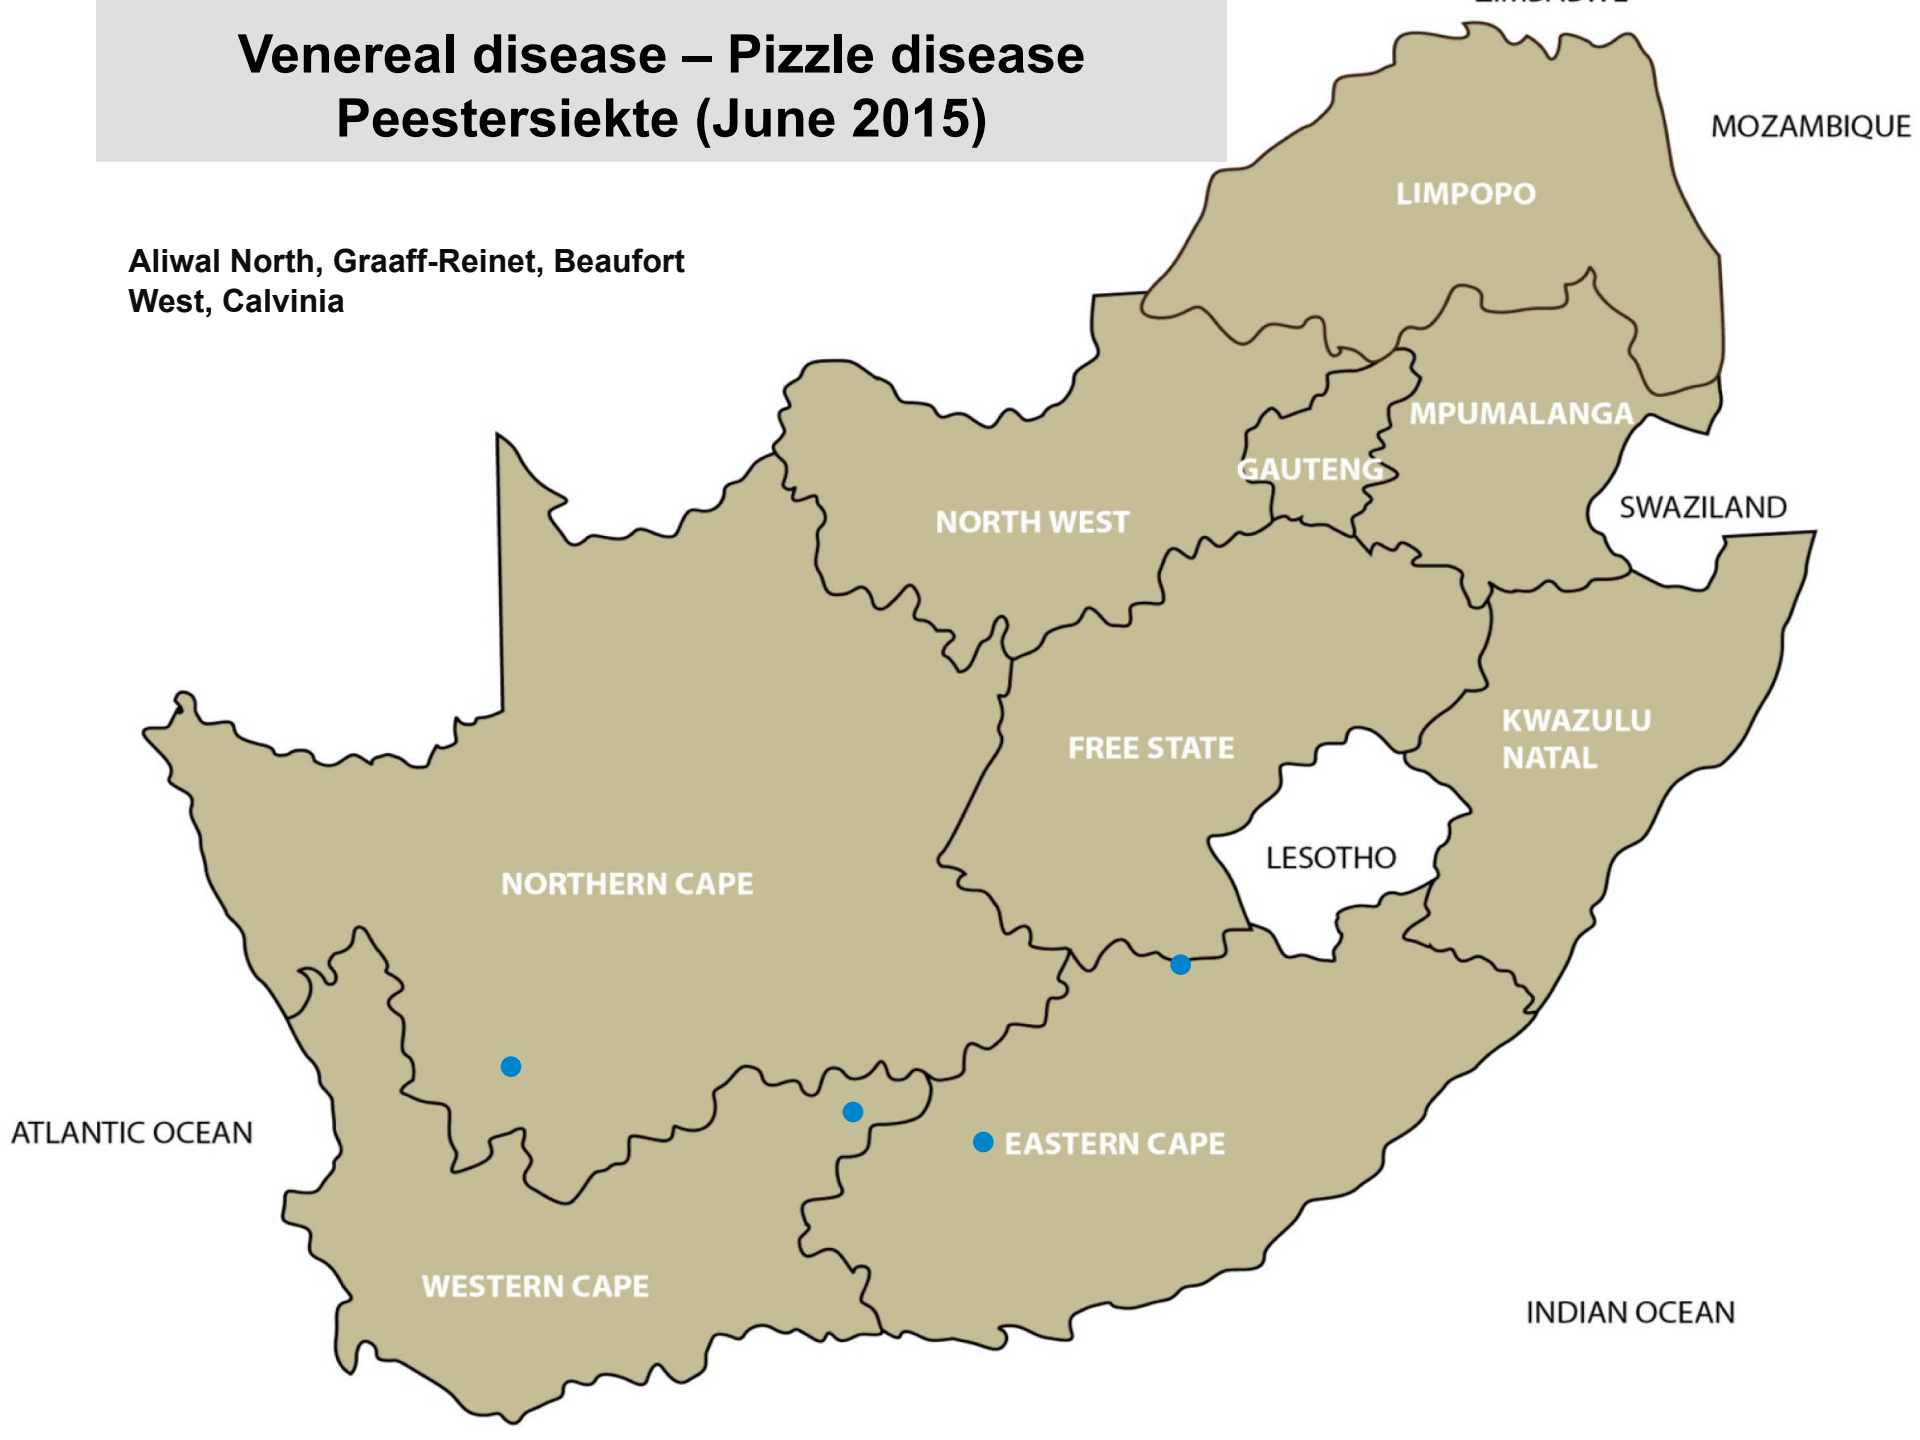 Venereal disease – Pizzle disease
Peestersiekte (June 2015)
MOZAMBIQUE
LIMPOPO
Aliwal North, Graaff-Reinet, Beaufort
West, Calvinia
MPUMALANGA
GAUTENG
SWAZILAND
NORTH WEST
KWAZULU
NATAL
FREE STATE
LESOTHO
NORTHERN CAPE
ATLANTIC OCEAN
EASTERN CAPE
WESTERN CAPE
INDIAN OCEAN